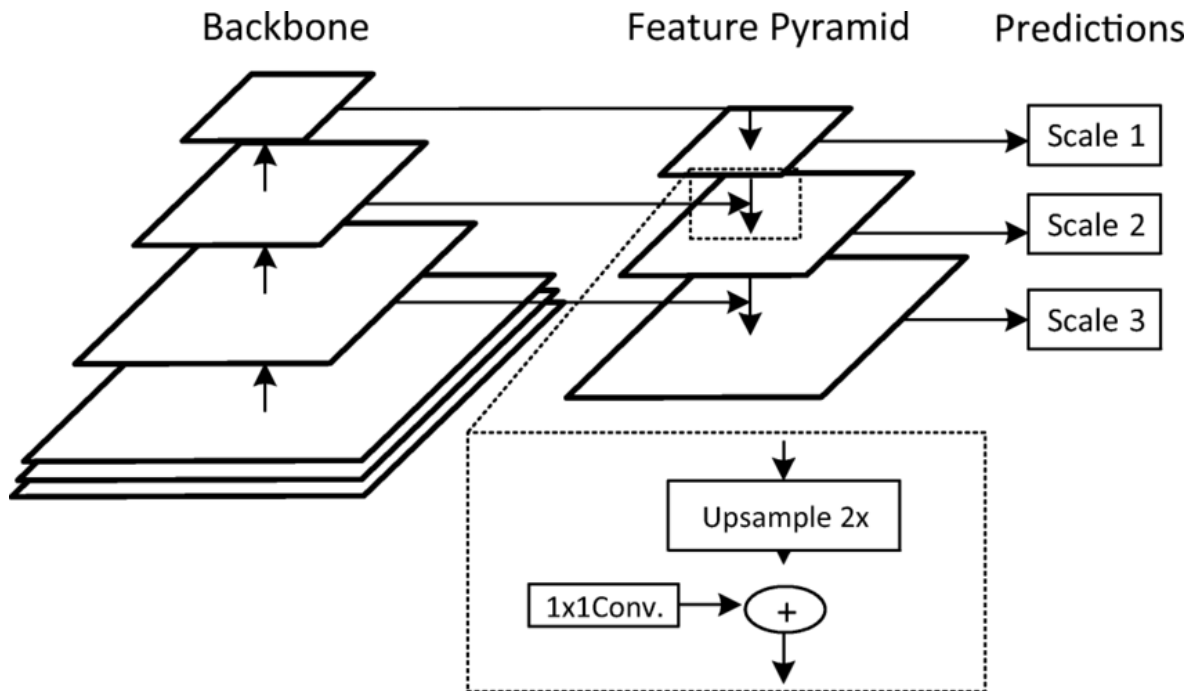 Backbone
Feature Pyramid
Predictions
Scale 1
Scale 2
Scale 3
Upsample 2x
1x1Conv.
+